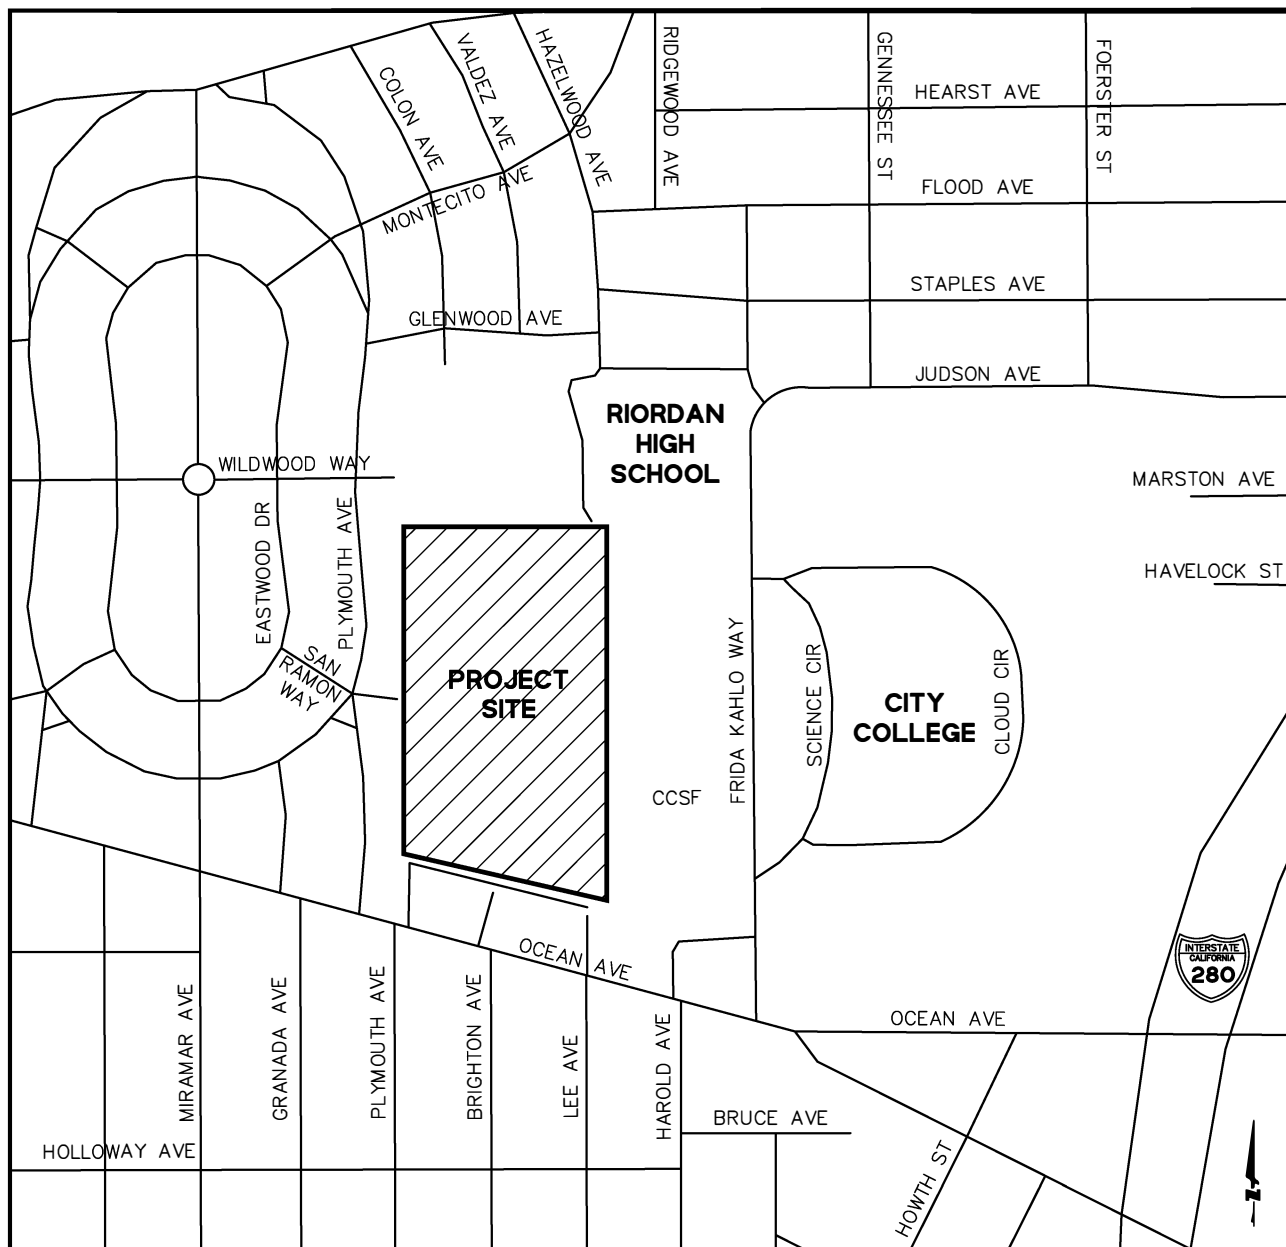 COLON AVE
VALDEZ AVE
HAZELWOOD AVE
RIDGEWOOD AVE
GENNESSEE ST
FOERSTER ST
HEARST AVE
FLOOD AVE
MONTECITO AVE
STAPLES AVE
GLENWOOD AVE
JUDSON AVE
RIORDAN
HIGH
SCHOOL
WILDWOOD WAY
MARSTON AVE
HAVELOCK ST
EASTWOOD DR
PLYMOUTH AVE
SAN
RAMON
WAY
PROJECT
SITE
FRIDA KAHLO WAY
SCIENCE CIR
CITY
COLLEGE
CLOUD CIR
CCSF
OCEAN AVE
INTERSTATE
CALIFORNIA
280
OCEAN AVE
MIRAMAR AVE
GRANADA AVE
PLYMOUTH AVE
BRIGHTON AVE
LEE AVE
HAROLD AVE
BRUCE AVE
HOLLOWAY AVE
HOWTH ST
N